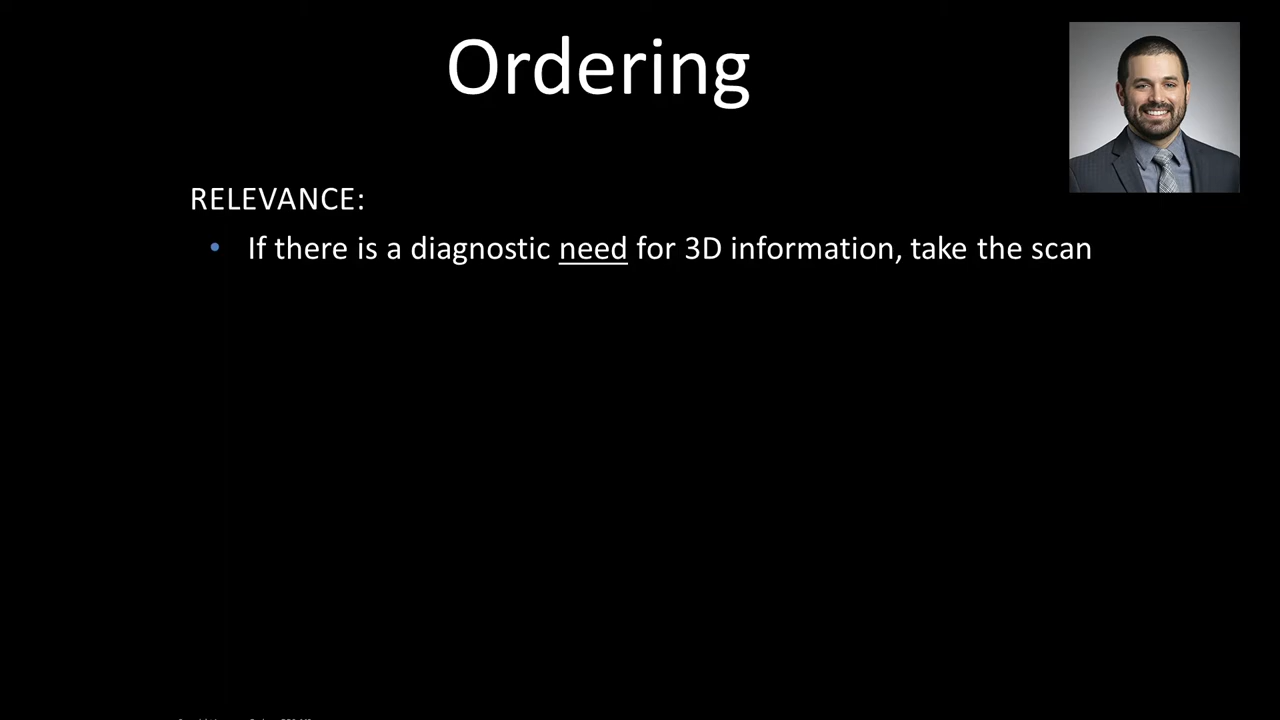 Ordering
RELEVANCE:
• If there is a diagnostic need for 3D information, take the scan